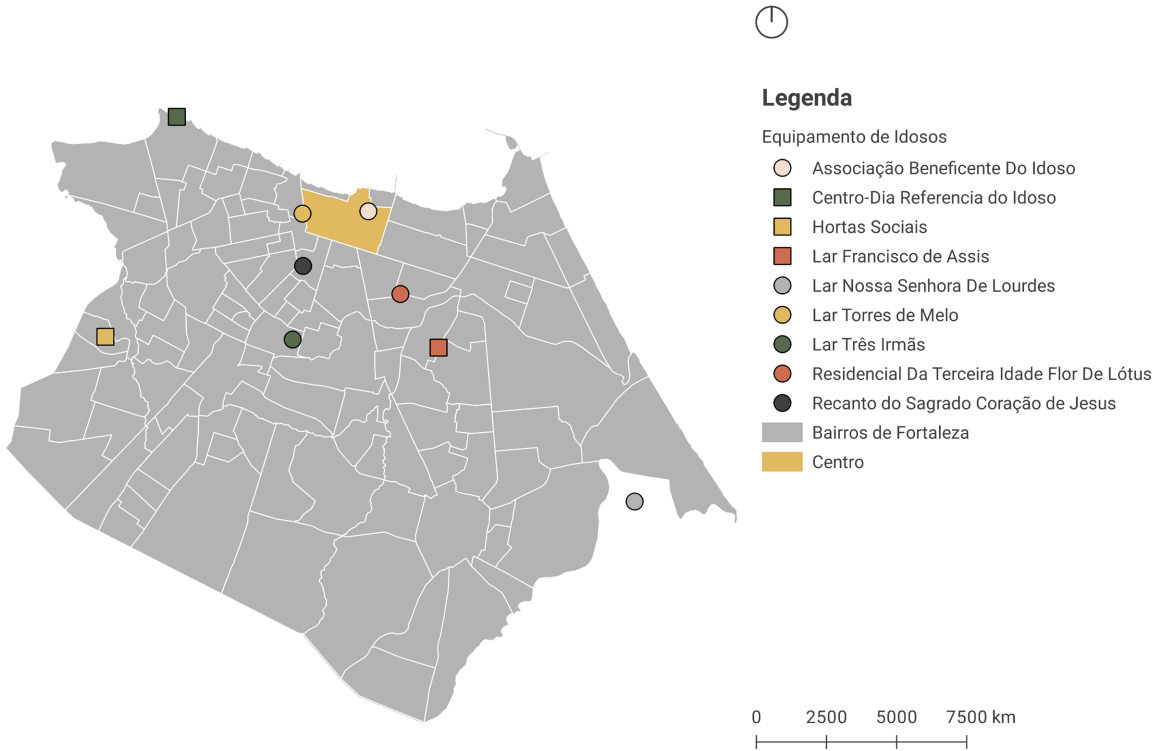 Legenda
Equipamento de Idosos
Associação Beneficente Do Idoso
Centro-Dia Referencia do Idoso
Hortas Sociais
Lar Francisco de Assis
Lar Nossa Senhora De Lourdes
Lar Torres de Melo
Lar Três Irmãs
Residencial Da Terceira Idade Flor De Lótus
Recanto do Sagrado Coração de Jesus
Bairros de Fortaleza
Centro
0 2500 5000 7500 km